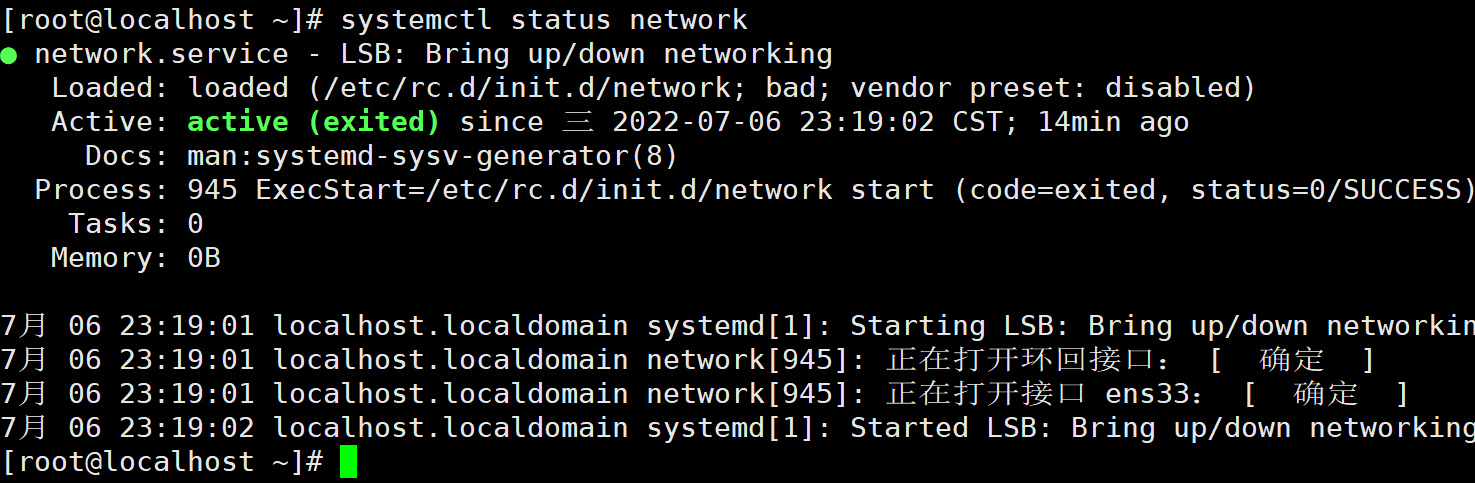 [root@localhost ~]# systemctl status network
● network.service - LSB: Bring up/down networking
   Loaded: loaded (/etc/rc.d/init.d/network; bad; vendor preset: disabled)
   Active: active (exited) since 三 2022-07-06 23:19:02 CST; 14min ago
     Docs: man:systemd-sysv-generator(8)
  Process: 945 ExecStart=/etc/rc.d/init.d/network start (code=exited, status=0/SUCCESS)
    Tasks: 0
   Memory: 0B

7月 06 23:19:01 localhost.localdomain systemd[1]: Starting LSB: Bring up/down networkin
7月 06 23:19:01 localhost.localdomain network[945]: 正在打开环回接口： [  确定  ]
7月 06 23:19:01 localhost.localdomain network[945]: 正在打开接口 ens33： [  确定  ]
7月 06 23:19:02 localhost.localdomain systemd[1]: Started LSB: Bring up/down networking
[root@localhost ~]#